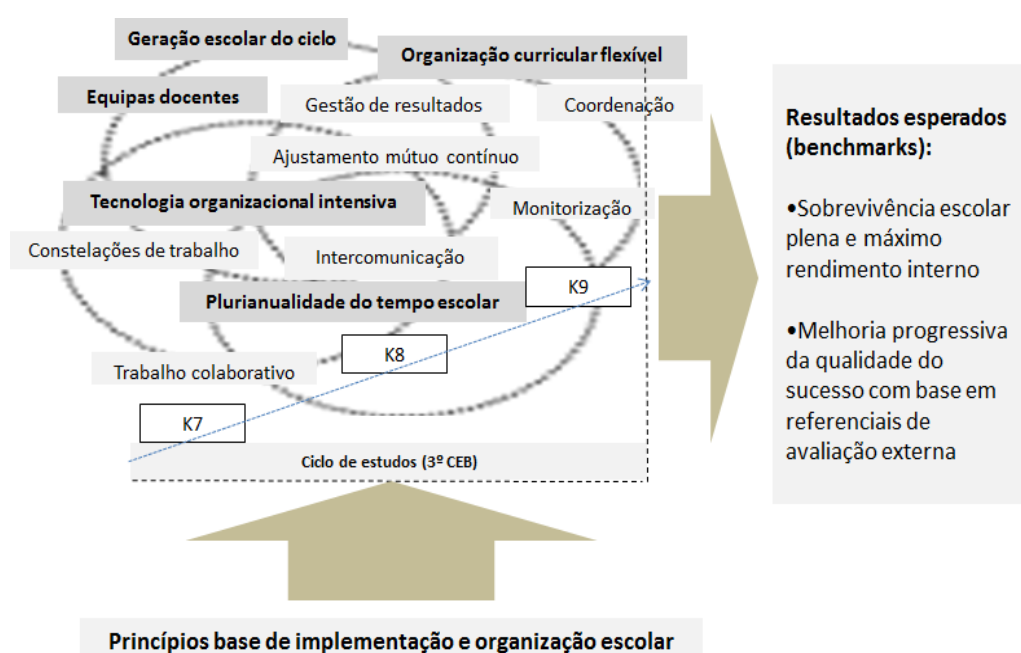 Geração escolar do ciclo
Organização curricular flexível
Equipas docentes
Gestão de resultados
Coordenação
Ajustamento mútuo contínuo
Tecnologia organizacional intensiva
Monitorização
Constelações de trabalho
Intercomunicação
K9
Plurianualidade do tempo escolar
K8
Trabalho colaborativo
K7
Ciclo de estudos (3º CEB)
Resultados esperados
(benchmarks):
•Sobrevivência escolar
plena e máximo
rendimento interno
•Melhoria progressiva
da qualidade do
sucesso com base em
referenciais de
avaliação externa
Princípios base de implementação e organização escolar